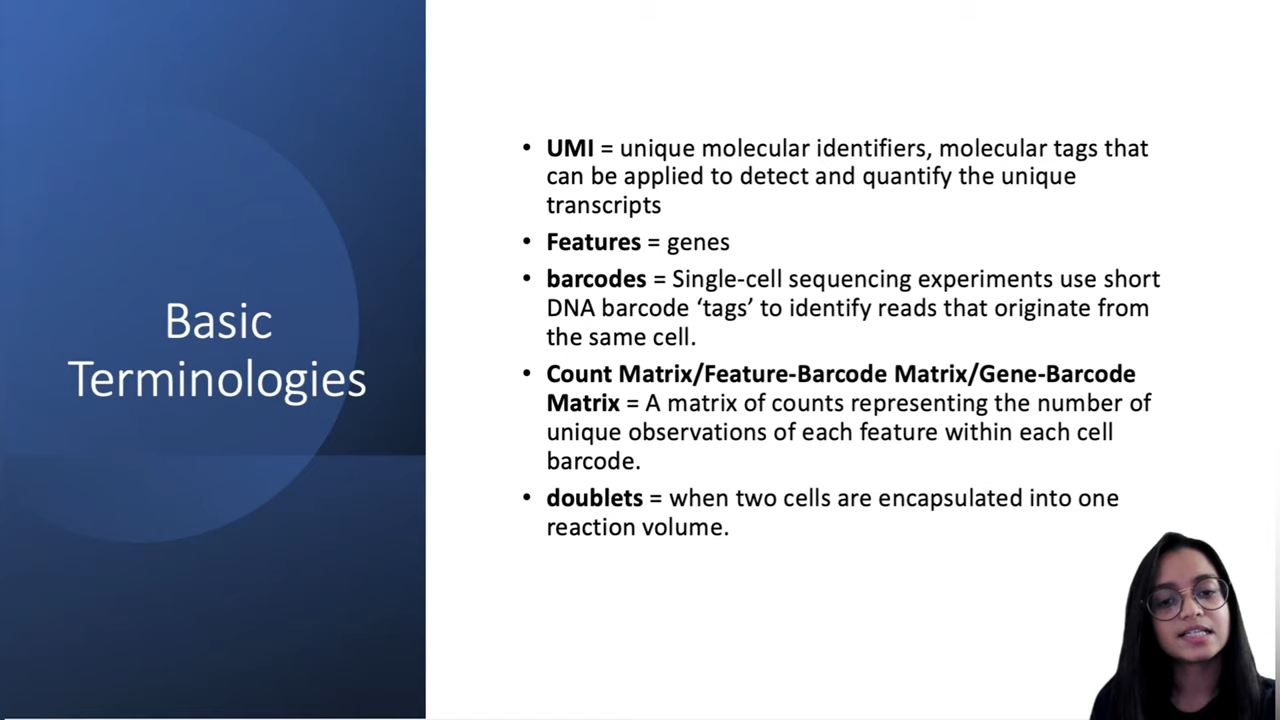 Basic
Terminologies
• UMI = unique molecular identifiers, molecular tags that
can be applied to detect and quantify the unique
transcripts
• Features = genes
• barcodes = Single-cell sequencing experiments use short
DNA barcode ‘tags’ to identify reads that originate from
the same cell.
• Count Matrix/Feature-Barcode Matrix/Gene-Barcode
Matrix = A matrix of counts representing the number of
unique observations of each feature within each cell
barcode.
• doublets = when two cells are encapsulated into one
reaction volume.